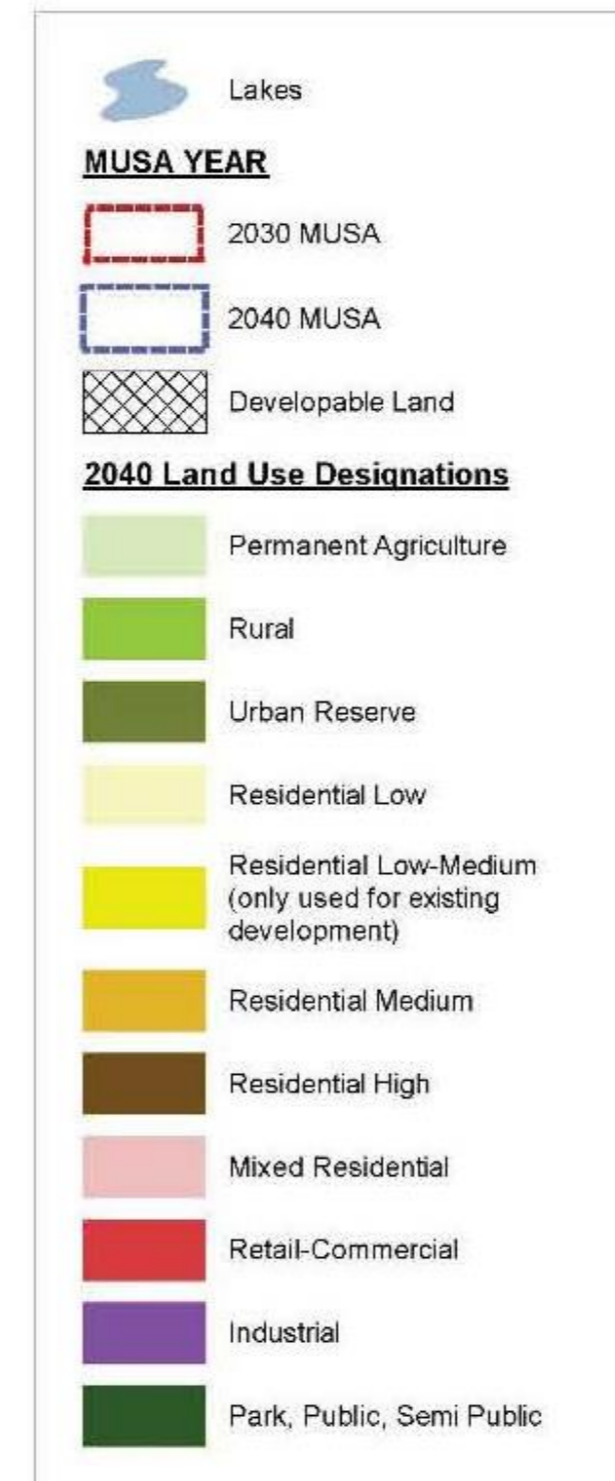 Lakes
MUSA YEAR
2030 MUSA
2040 MUSA
Developable Land
2040 Land Use Designations
Permanent Agriculture
Rural
Urban Reserve
Residential Low
Residential Low-Medium
(only used for existing
development)
Residential Medium
Residential High
Mixed Residential
Retail-Commercial
Industrial
Park, Public, Semi Public